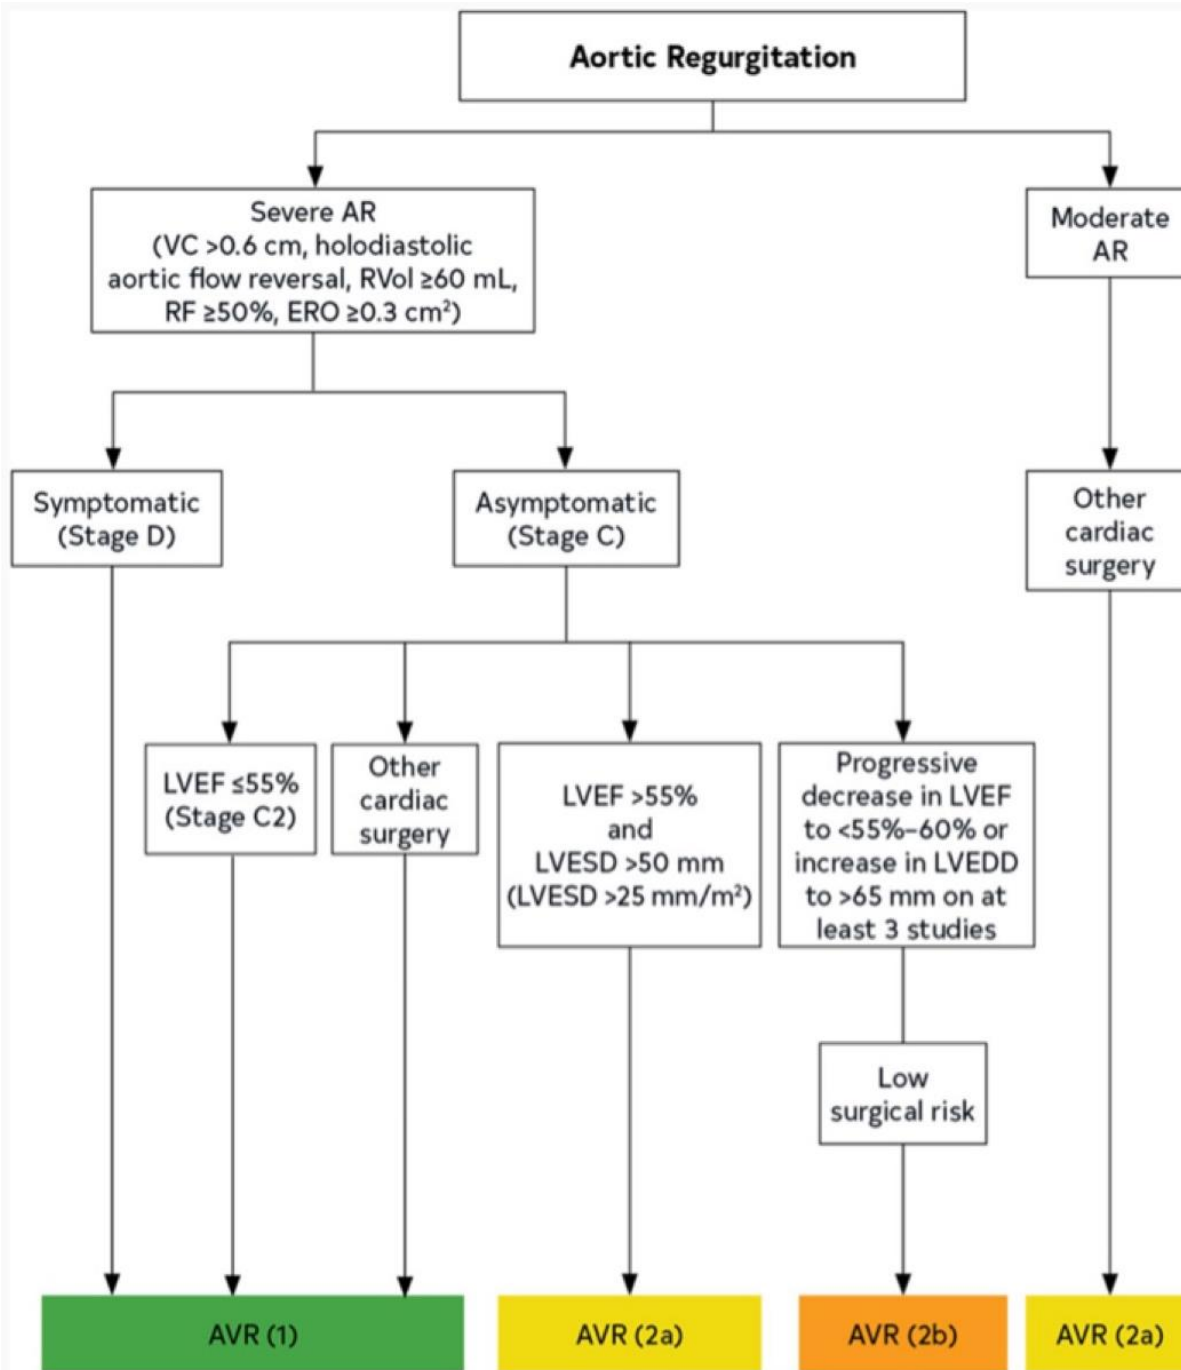 Aortic Regurgitation
Severe AR
(VC >0.6 cm, holodiastolic
aortic flow reversal, RVol ≥60 mL,
RF ≥50%, ERO ≥0.3 cm²)
Moderate
AR
Symptomatic
(Stage D)
Asymptomatic
(Stage C)
Other
cardiac
surgery
LVEF ≤55%
(Stage C2)
Other
cardiac
surgery
LVEF >55%
and
LVESD >50 mm
(LVESD >25 mm/m²)
Progressive
decrease in LVEF
to <55%–60% or
increase in LVEDD
to >65 mm on at
least 3 studies
Low
surgical risk
AVR (1)
AVR (2a)
AVR (2b)
AVR (2a)